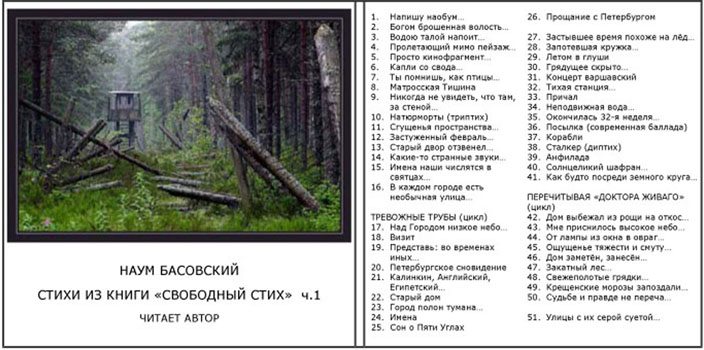 НАУМ БАСОВСКИЙ
СТИХИ ИЗ КНИГИ «СВОБОДНЫЙ СТИХ» ч.1
ЧИТАЕТ АВТОР
1. Напишу наобум…
2. Богом брошенная волость…
3. Водою талой напоит…
4. Пролетающий мимо пейзаж…
5. Просто кинофрагмент…
6. Капли со свода…
7. Ты помнишь, как птицы…
8. Матросская Тишина
9. Никогда не увидеть, что там,
за стеной…
10. Натюрморты (триптих)
11. Сгущенья пространства…
12. Застуженный февраль…
13. Старый двор отзвенел…
14. Какие-то странные звуки…
15. Имена наши числятся в
святцах…
16. В каждом городе есть
необычная улица…
ТРЕВОЖНЫЕ ТРУБЫ (цикл)
17. Над Городом низкое небо…
18. Визит
19. Представь: во временах
иных…
20. Петербургское сновидение
21. Калинкин, Английский,
Египетский…
22. Старый дом
23. Город полон тумана…
24. Имена
25. Сон о Пяти Углах
26. Прощание с Петербургом
27. Застывшее время похоже на лёд…
28. Запотевшая кружка…
29. Летом в глуши
30. Грядущее скрыто…
31. Концерт варшавский
32. Тихая станция…
33. Причал
34. Неподвижная вода…
35. Окончилась 32-я неделя…
36. Посылка (современная баллада)
37. Корабли
38. Сталкер (диптих)
39. Анфилада
40. Солнцеликий шафран…
41. Как будто посреди земного круга…
ПЕРЕЧИТЫВАЯ «ДОКТОРА ЖИВАГО»
(цикл)
42. Дом выбежал из рощи на откос…
43. Мне приснилось высокое небо…
44. От лампы из окна в овраг…
45. Ощущенье тяжести и смуту…
46. Дом заметён, занесён…
47. Закатный лес…
48. Свежеполотые грядки…
49. Крещенские морозы запоздали…
50. Судьбе и правде не переча…
51. Улицы с их серой суетой…